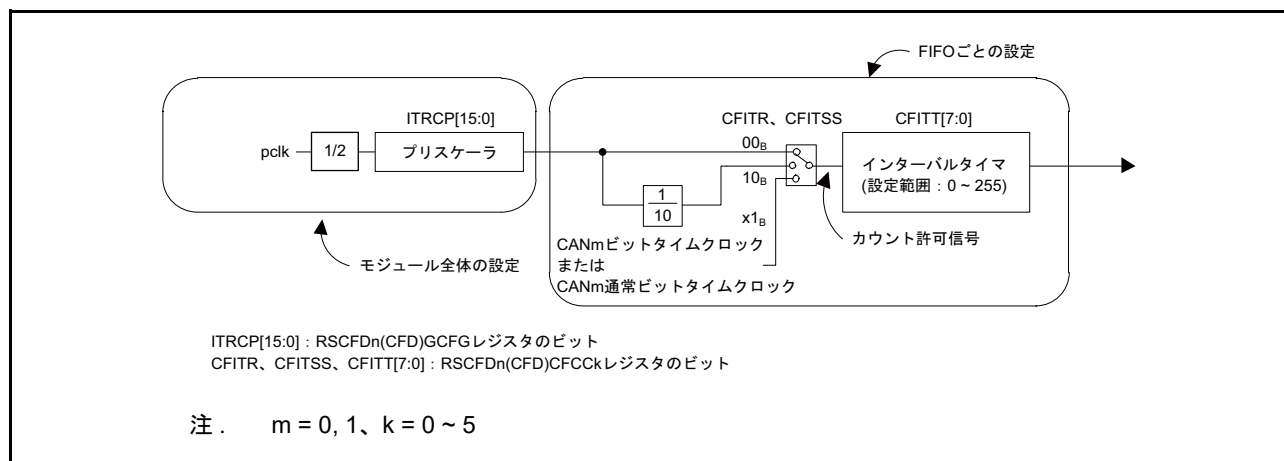 FIFOごとの設定
ITRCP[15:0]
CFITR、CFITSS
CFITT[7:0]
pclk
1/2
プリスケーラ
00B
インターバルタイマ
(設定範囲：0 ~ 255)
10B
1
10
x1B
カウント許可信号
CANmビットタイムクロック
または
CANm通常ビットタイムクロック
モジュール全体の設定
ITRCP[15:0]：RSCFDn(CFD)GCFGレジスタのビット
CFITR、CFITSS、CFITT[7:0]：RSCFDn(CFD)CFCCkレジスタのビット
注． m = 0, 1、k = 0 ~ 5